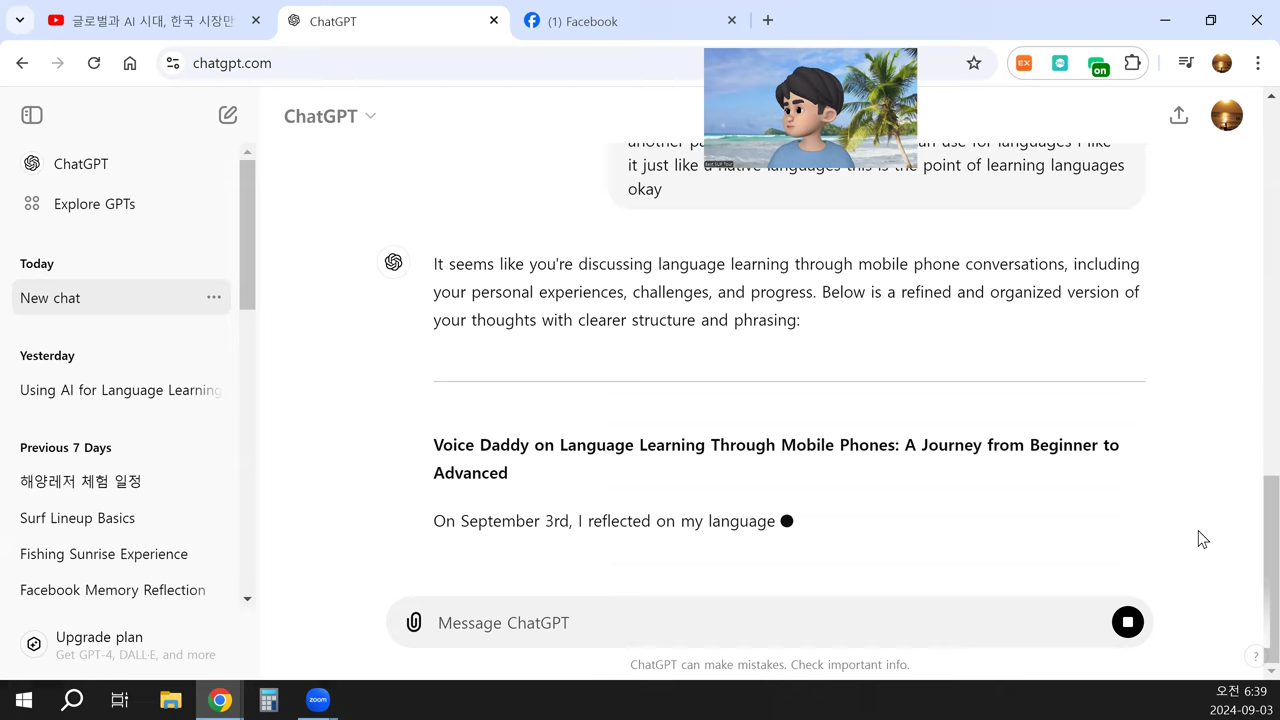 글로벌과 AI 시대, 한국 시장만
ChatGPT
(1) Facebook
chatgpt.com
EX
on
ChatGPT
ChatGPT
Explore GPTs
Today
New chat
Yesterday
Using AI for Language Learning
Previous 7 Days
해양레저 체험 일정
Surf Lineup Basics
Fishing Sunrise Experience
Facebook Memory Reflection
Upgrade plan
Get GPT-4, DALL·E, and more
it just like a native languages this is the point of learning languages
okay
It seems like you're discussing language learning through mobile phone conversations, including
your personal experiences, challenges, and progress. Below is a refined and organized version of
your thoughts with clearer structure and phrasing:
Voice Daddy on Language Learning Through Mobile Phones: A Journey from Beginner to
Advanced
On September 3rd, I reflected on my language
Message ChatGPT
ChatGPT can make mistakes. Check important info.
?
zoom
오전 6:39
2024-09-03